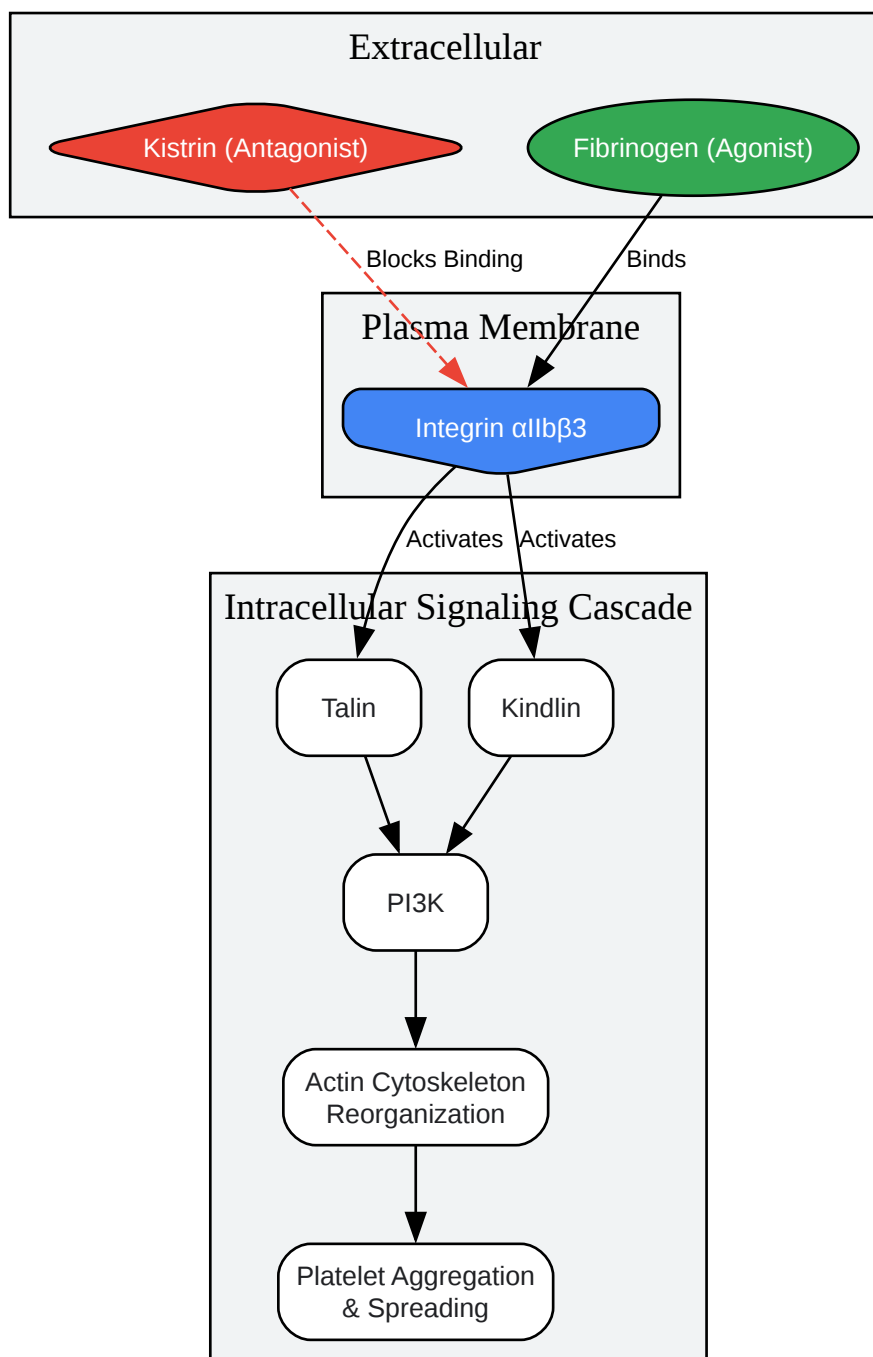 Extracellular
Kistrin (Antagonist)
Fibrinogen (Agonist)
Blocks Binding
Binds
Plasma Membrane
Integrin αIIbβ3
Activates
Activates
Intracellular Signaling Cascade
Talin
Kindlin
PI3K
Actin Cytoskeleton
Reorganization
Platelet Aggregation
& Spreading